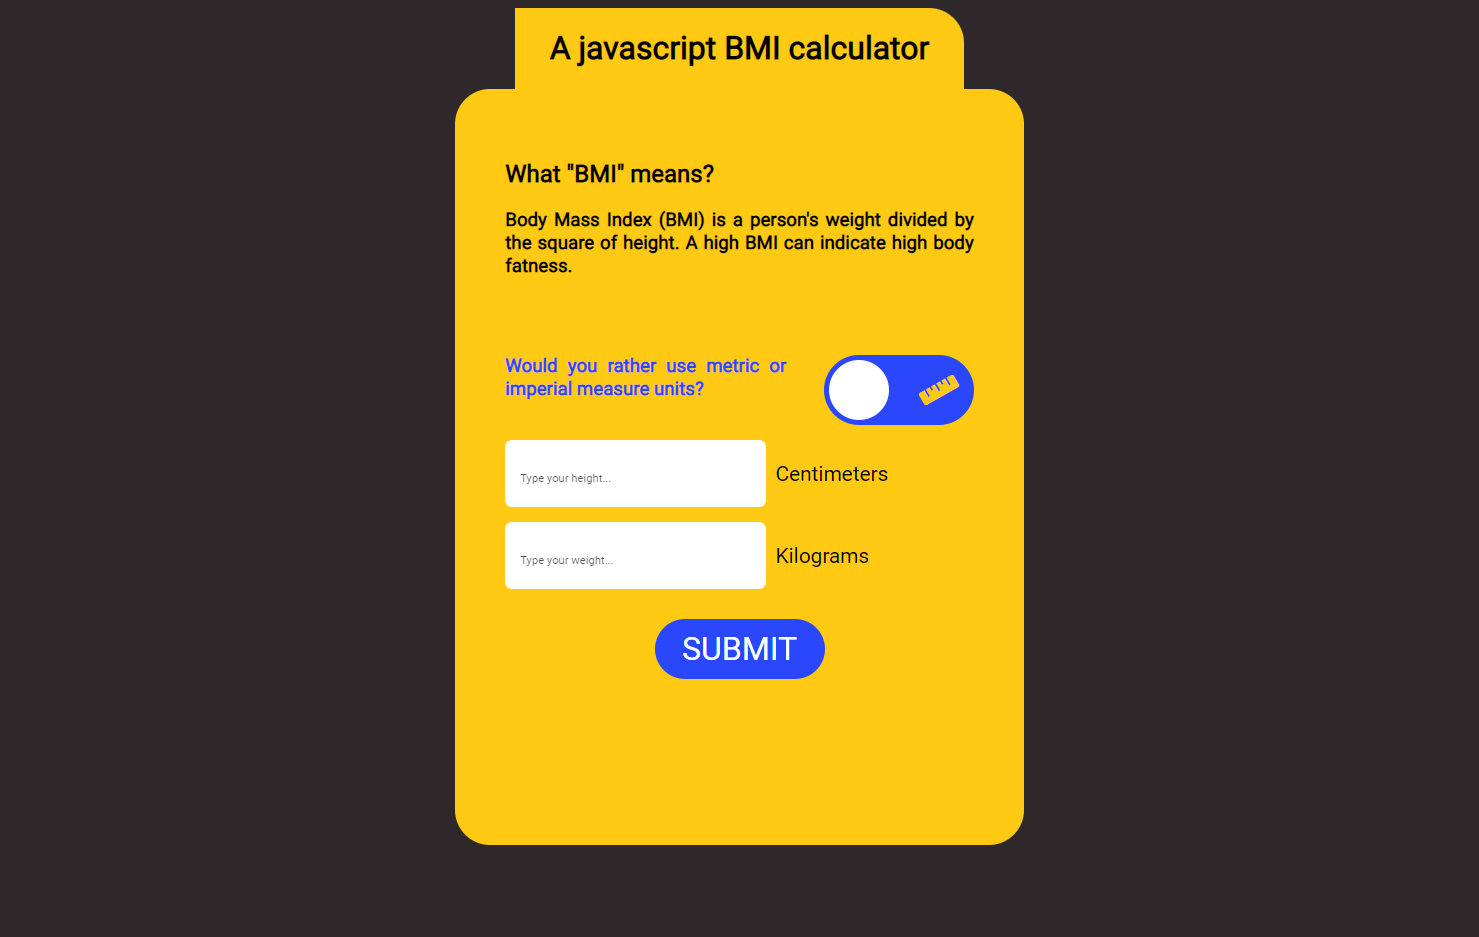 A javascript BMI calculator
What "BMI" means?
Body Mass Index (BMI) is a person's weight divided by
the square of height. A high BMI can indicate high body
fatness.
Would you rather use metric or
imperial measure units?
Type your height...
Centimeters
Type your weight...
Kilograms
SUBMIT